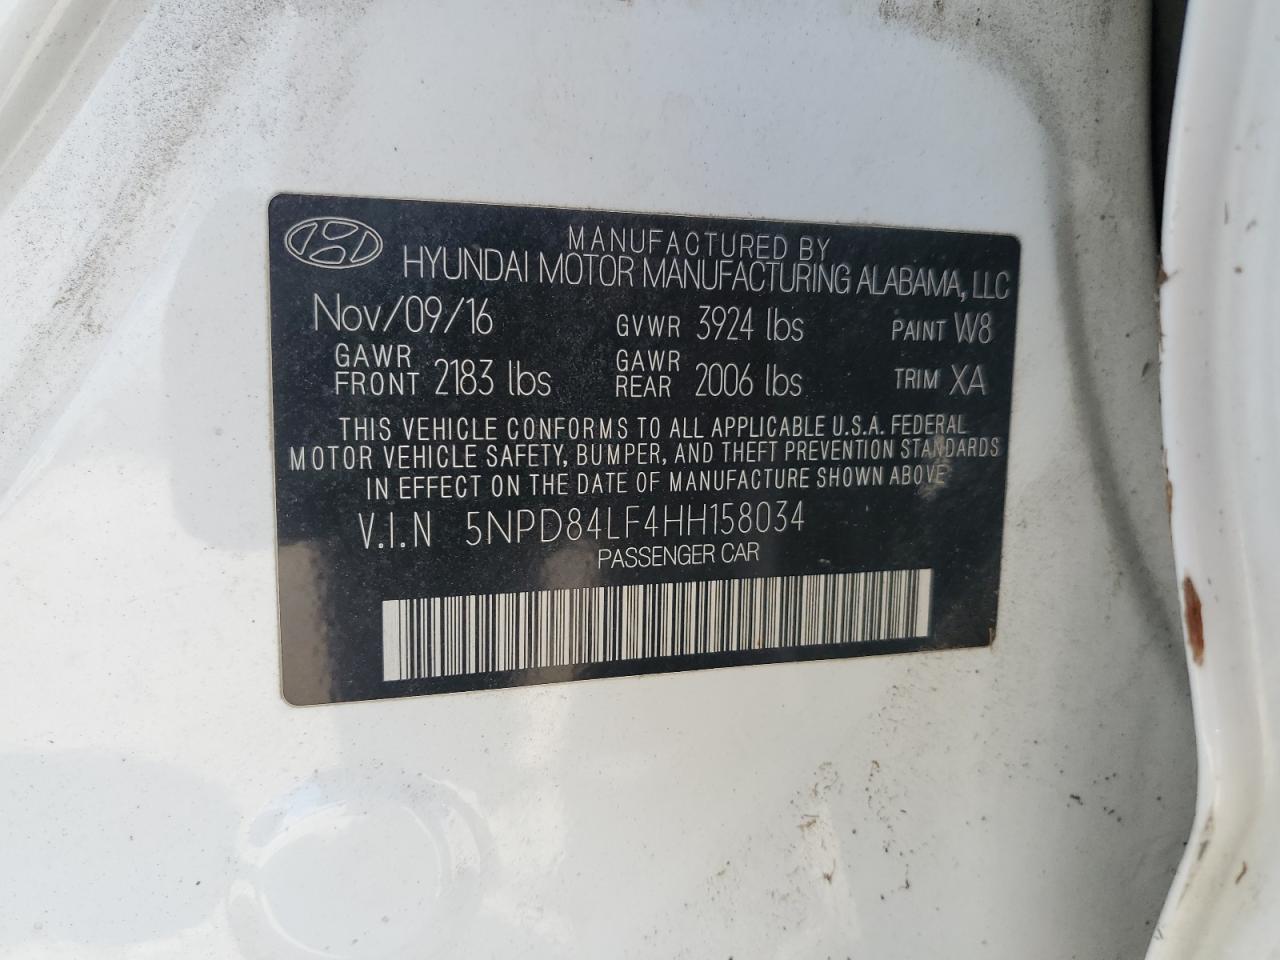 MANUFACTURED BY
HYUNDAI MOTOR MANUFACTURING ALABAMA, LLC
Nov/09/16 GVWR 3924 lbs PAINT W8
GAWR FRONT 2183 lbs GAWR REAR 2006 lbs TRIM XA
THIS VEHICLE CONFORMS TO ALL APPLICABLE U.S.A. FEDERAL
MOTOR VEHICLE SAFETY, BUMPER, AND THEFT PREVENTION STANDARDS
IN EFFECT ON THE DATE OF MANUFACTURE SHOWN ABOVE
V.I.N 5NPD84LF4HH158034
PASSENGER CAR